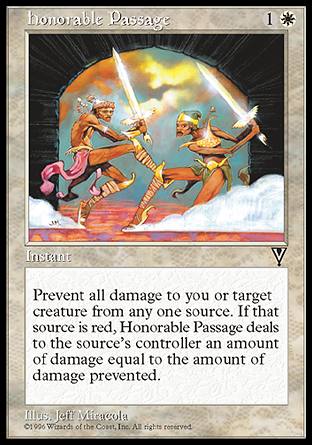 Honorable Passage 1
J.M.
Instant
Prevent all damage to you or target
creature from any one source. If that
source is red, Honorable Passage deals
to the source's controller an amount
of damage equal to the amount of
damage prevented.
Illus. Jeff Miracola
©1996 Wizards of the Coast, Inc. All rights reserved.